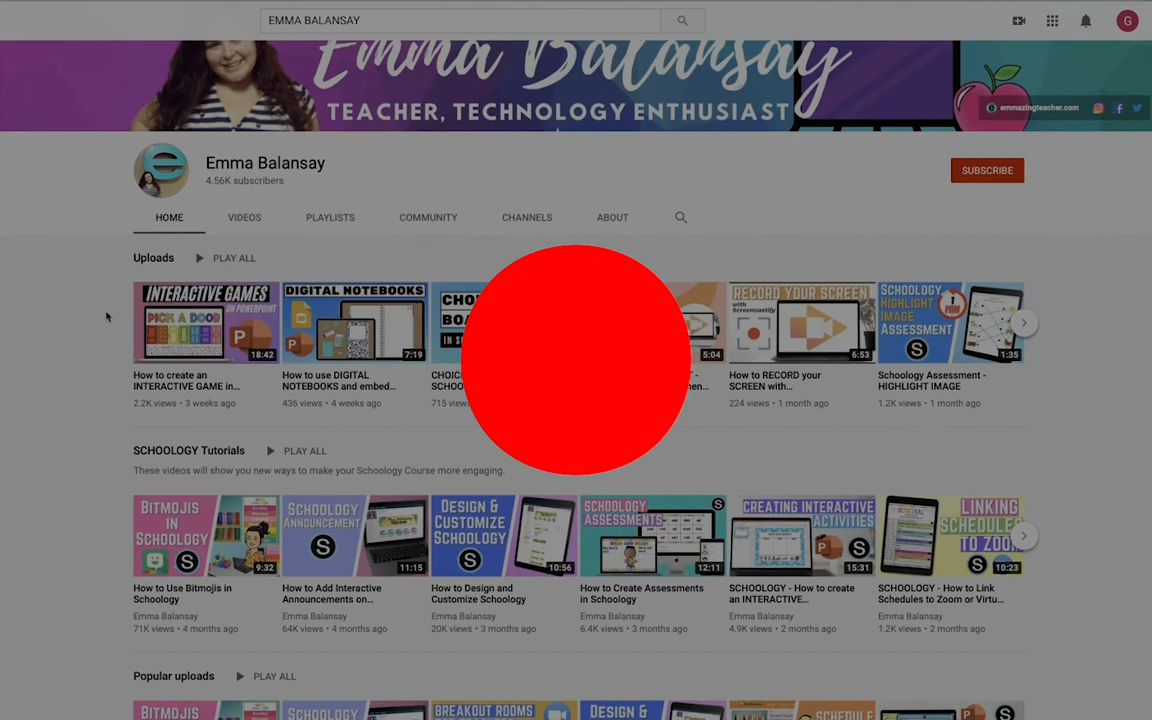 EMMA BALANSAY
G
Emma Balansay
TEACHER, TECHNOLOGY ENTHUSIAST
emmazingteacher.com
Emma Balansay
4.56K subscribers
SUBSCRIBE
HOME VIDEOS PLAYLISTS COMMUNITY CHANNELS ABOUT
Uploads PLAY ALL
INTERACTIVE GAMES
PICK A DOOR
18:42
DIGITAL NOTEBOOKS
7:19
5:04
RECORD YOUR SCREEN
with Screencastify
6:53
SCHOOLOGY
HIGHLIGHT
IMAGE
ASSESSMENT
1
MIN
S
1:35
How to create an
INTERACTIVE GAME in...
2.2K views • 3 weeks ago
How to use DIGITAL
NOTEBOOKS and embed...
436 views • 4 weeks ago
715
How to RECORD your
SCREEN with...
224 views • 1 month ago
Schoology Assessment -
HIGHLIGHT IMAGE
1.2K views • 1 month ago
SCHOOLOGY Tutorials PLAY ALL
These videos will show you new ways to make your Schoology Course more engaging.
BITMOJIS
IN
SCHOOLOGY
S
9:32
SCHOOLOGY
ANNOUNCEMENT
S
11:15
DESIGN &
CUSTOMIZE
SCHOOLOGY
S
10:56
SCHOOLOGY
ASSESSMENTS
S
12:11
CREATING INTERACTIVE
ACTIVITIES
P S
15:31
LINKING
SCHEDULES
TO ZOOM
S
10:23
How to Use Bitmojis in
Schoology
Emma Balansay
71K views • 4 months ago
How to Add Interactive
Announcements on...
Emma Balansay
64K views • 4 months ago
How to Design and
Customize Schoology
Emma Balansay
20K views • 3 months ago
How to Create Assessments
in Schoology
Emma Balansay
6.4K views • 3 months ago
SCHOOLOGY - How to create
an INTERACTIVE...
Emma Balansay
4.9K views • 2 months ago
SCHOOLOGY - How to Link
Schedules to Zoom or Virtu...
Emma Balansay
1.2K views • 2 months ago
Popular uploads PLAY ALL
BITMOJIS
SCHOOLOGY
BREAKOUT ROOMS
DESIGN &
SCHEDULE